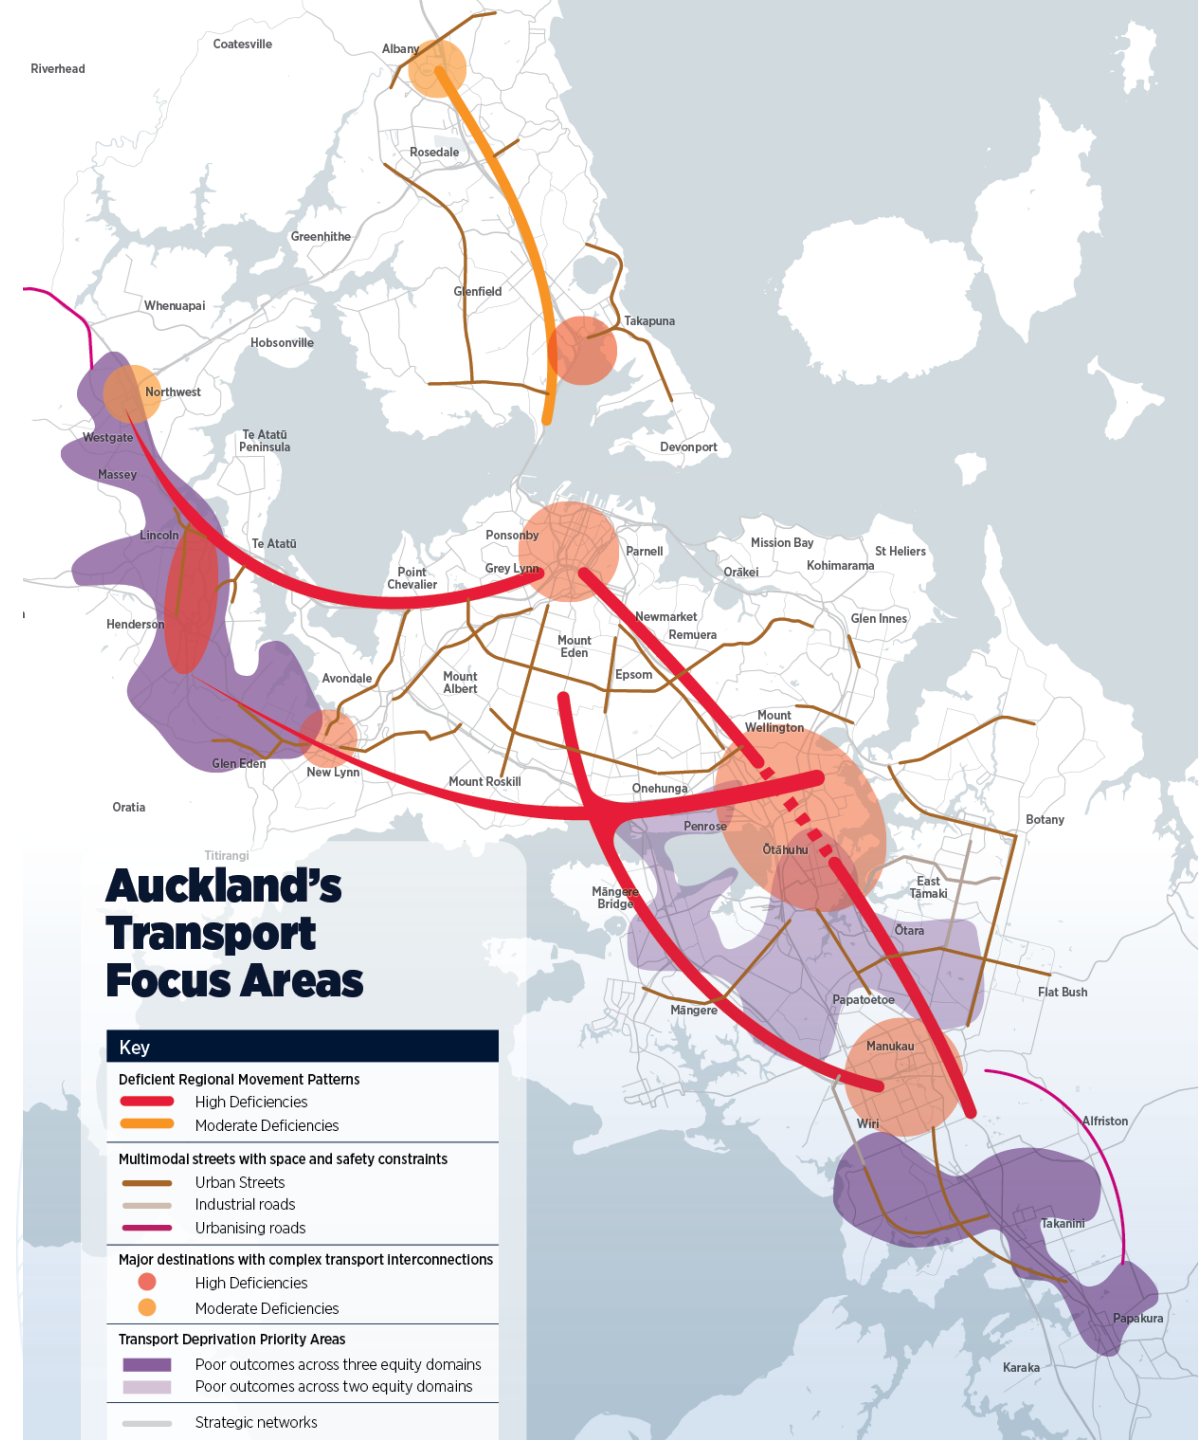 Coatesville
Albany
Riverhead
Rosedale
Greenhithe
Glenfield
Whenuapai
Takapuna
Hobsonville
Northwest
Westgate
Te Atatū
Peninsula
Devonport
Massey
Lincoln
Te Atatū
Ponsonby
Parnell
Mission Bay
St Heliers
Grey Lynn
Point
Chevalier
Orākei
Kohimarama
Henderson
Newmarket
Remuera
Glen Innes
Mount
Eden
Epsom
Avondale
Mount
Albert
Mount
Wellington
Glen Eden
New Lynn
Mount Roskill
Onehunga
Oratia
Penrose
Botany
Ōtāhuhu
Titirangi
East
Tāmaki
Māngere
Bridge
Ōtara
Flat Bush
Papatoetoe
Māngere
Manukau
Wiri
Alfriston
Takanini
Papakura
Karaka
Auckland's
Transport
Focus Areas
Key
Deficient Regional Movement Patterns
High Deficiencies
Moderate Deficiencies
Multimodal streets with space and safety constraints
Urban Streets
Industrial roads
Urbanising roads
Major destinations with complex transport interconnections
High Deficiencies
Moderate Deficiencies
Transport Deprivation Priority Areas
Poor outcomes across three equity domains
Poor outcomes across two equity domains
Strategic networks